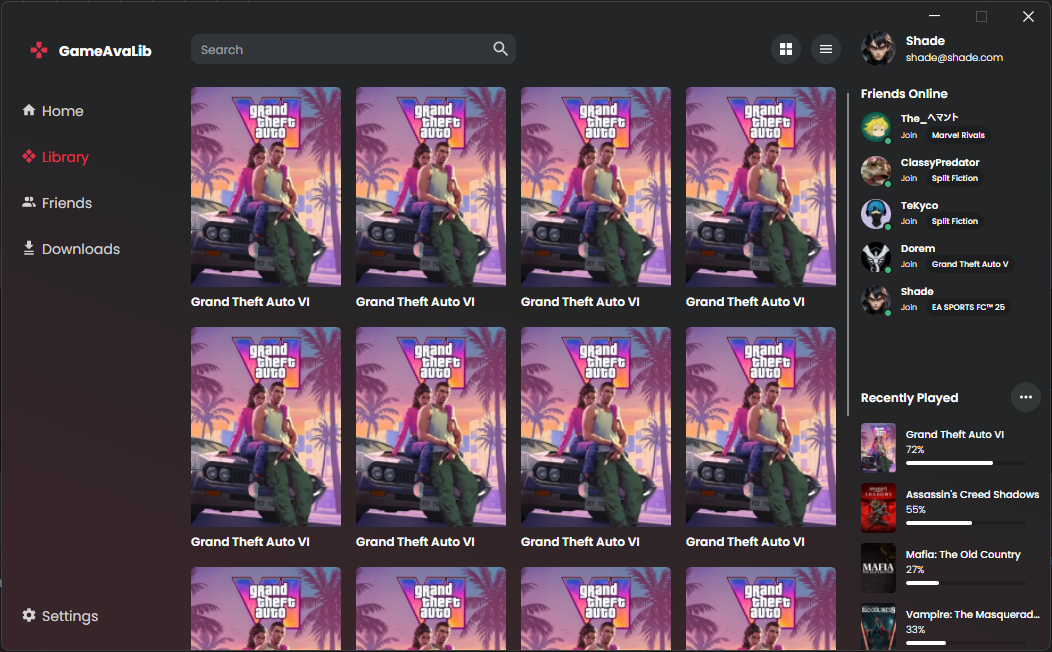 GameAvaLib
Search
Shade
shade@shade.com
Home
Library
Friends
Downloads
Settings
grand theft auto VI
Grand Theft Auto VI
grand theft auto VI
Grand Theft Auto VI
grand theft auto VI
Grand Theft Auto VI
grand theft auto VI
Grand Theft Auto VI
grand theft auto VI
Grand Theft Auto VI
grand theft auto VI
Grand Theft Auto VI
grand theft auto VI
Grand Theft Auto VI
grand theft auto VI
Grand Theft Auto VI
grand theft auto
grand theft auto
grand theft auto
grand theft auto
Friends Online
The_ヘマント
Join Marvel Rivals
ClassyPredator
Join Split Fiction
TeKyco
Join Split Fiction
Dorem
Join Grand Theft Auto V
Shade
Join EA SPORTS FC™ 25
Recently Played
Grand Theft Auto VI
72%
Assassin's Creed Shadows
55%
MAFIA
Mafia: The Old Country
27%
BLOODLINES 2
Vampire: The Masquerad...
33%